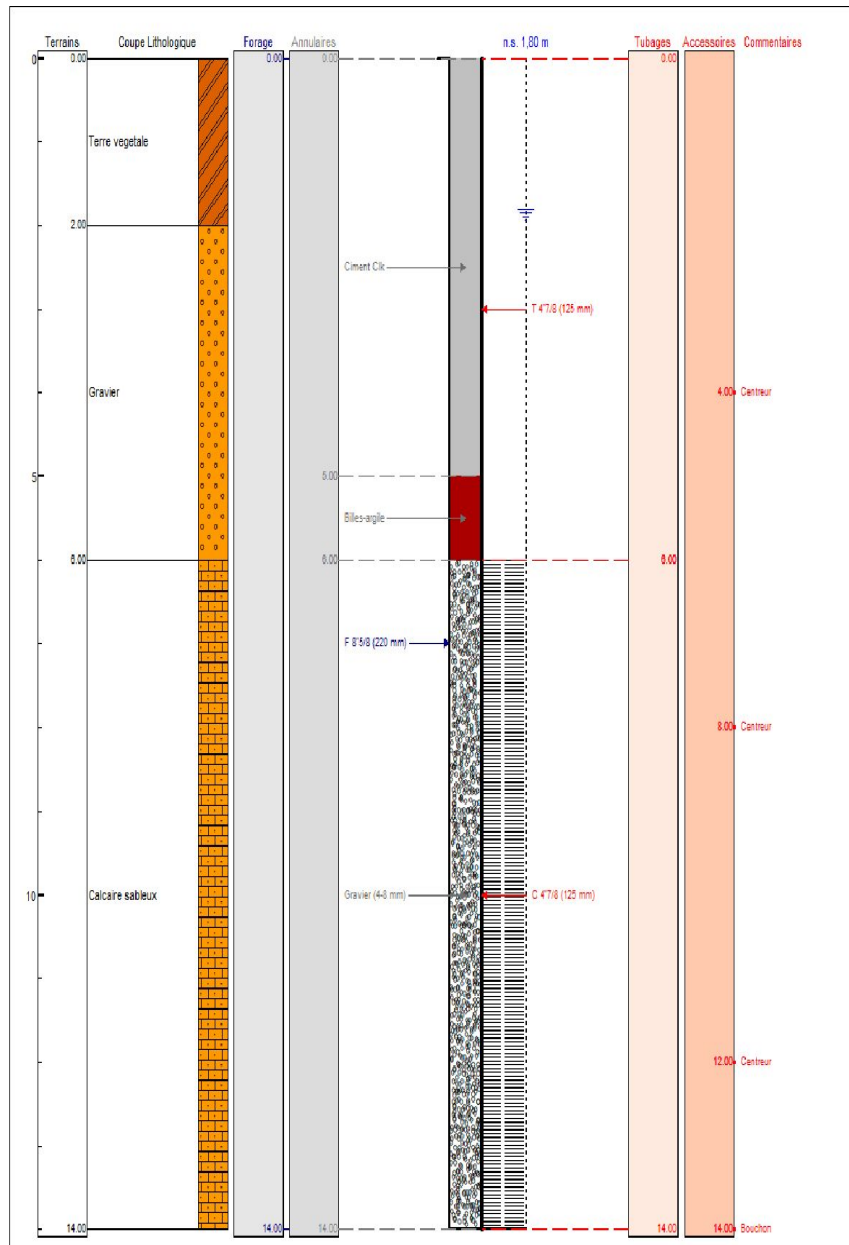 Terrains Coupe Lithologique Forage Annulaires n.s. 1,80 m Tubages Accessoires Commentaires
0 0.00 0.00 0.00 0.00
Terre vegetale
2.00
Ciment Clk
T 4"7/8 (125 mm)
Gravier 4.00 Centreur
5 5.00
Billes-argile
6.00 6.00 6.00
F 8"5/8 (220 mm)
8.00 Centreur
10 Calcaire sableux Gravier (4-8 mm) C 4"7/8 (125 mm)
12.00 Centreur
14.00 14.00 14.00 14.00 14.00 Bouchon